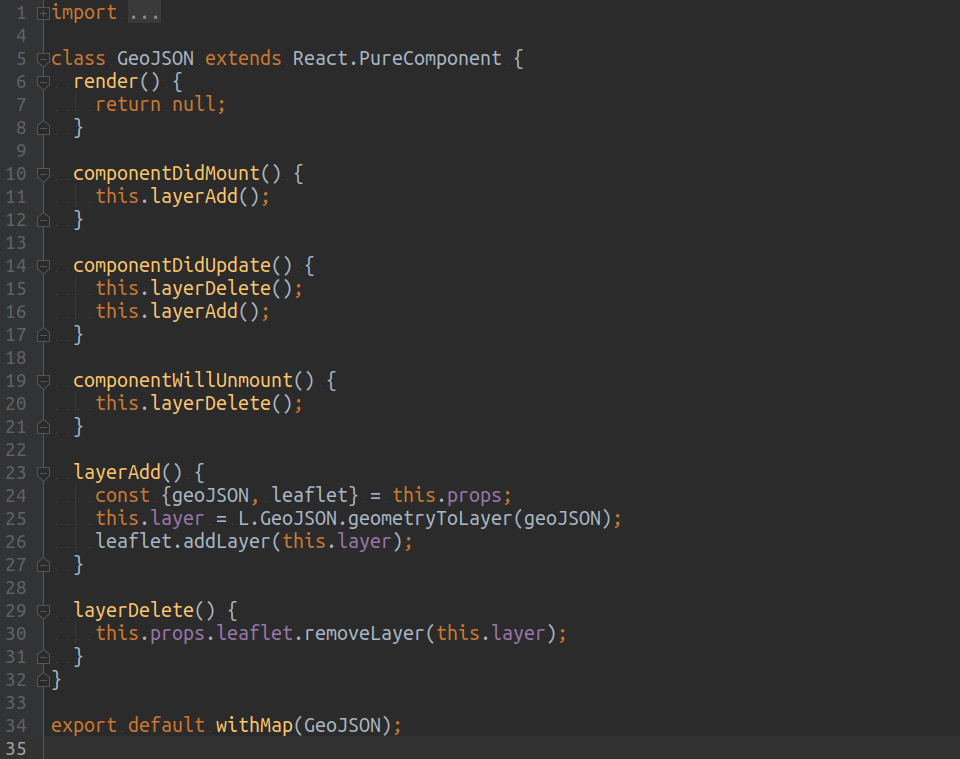 1 import ...
4
5 class GeoJSON extends React.PureComponent {
6   render() {
7     return null;
8   }
9
10   componentDidMount() {
11     this.layerAdd();
12   }
13
14   componentDidUpdate() {
15     this.layerDelete();
16     this.layerAdd();
17   }
18
19   componentWillUnmount() {
20     this.layerDelete();
21   }
22
23   layerAdd() {
24     const {geoJSON, leaflet} = this.props;
25     this.layer = L.GeoJSON.geometryToLayer(geoJSON);
26     leaflet.addLayer(this.layer);
27   }
28
29   layerDelete() {
30     this.props.leaflet.removeLayer(this.layer);
31   }
32 }
33
34 export default withMap(GeoJSON);
35